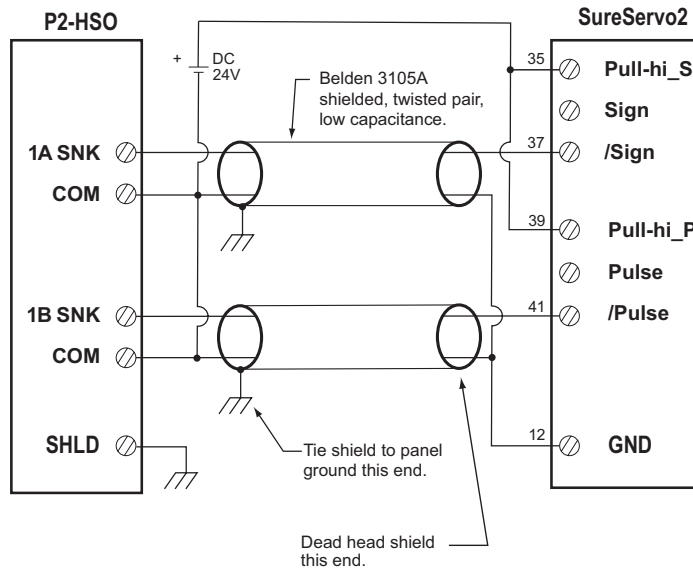 P2-HSO
SureServo2
+ DC
24V
35
Pull-hi_S
Belden 3105A
shielded, twisted pair,
low capacitance.
Sign
1A SNK
37
/Sign
COM
39
Pull-hi_P
Pulse
1B SNK
41
/Pulse
COM
SHLD
12
GND
Tie shield to panel
ground this end.
Dead head shield
this end.